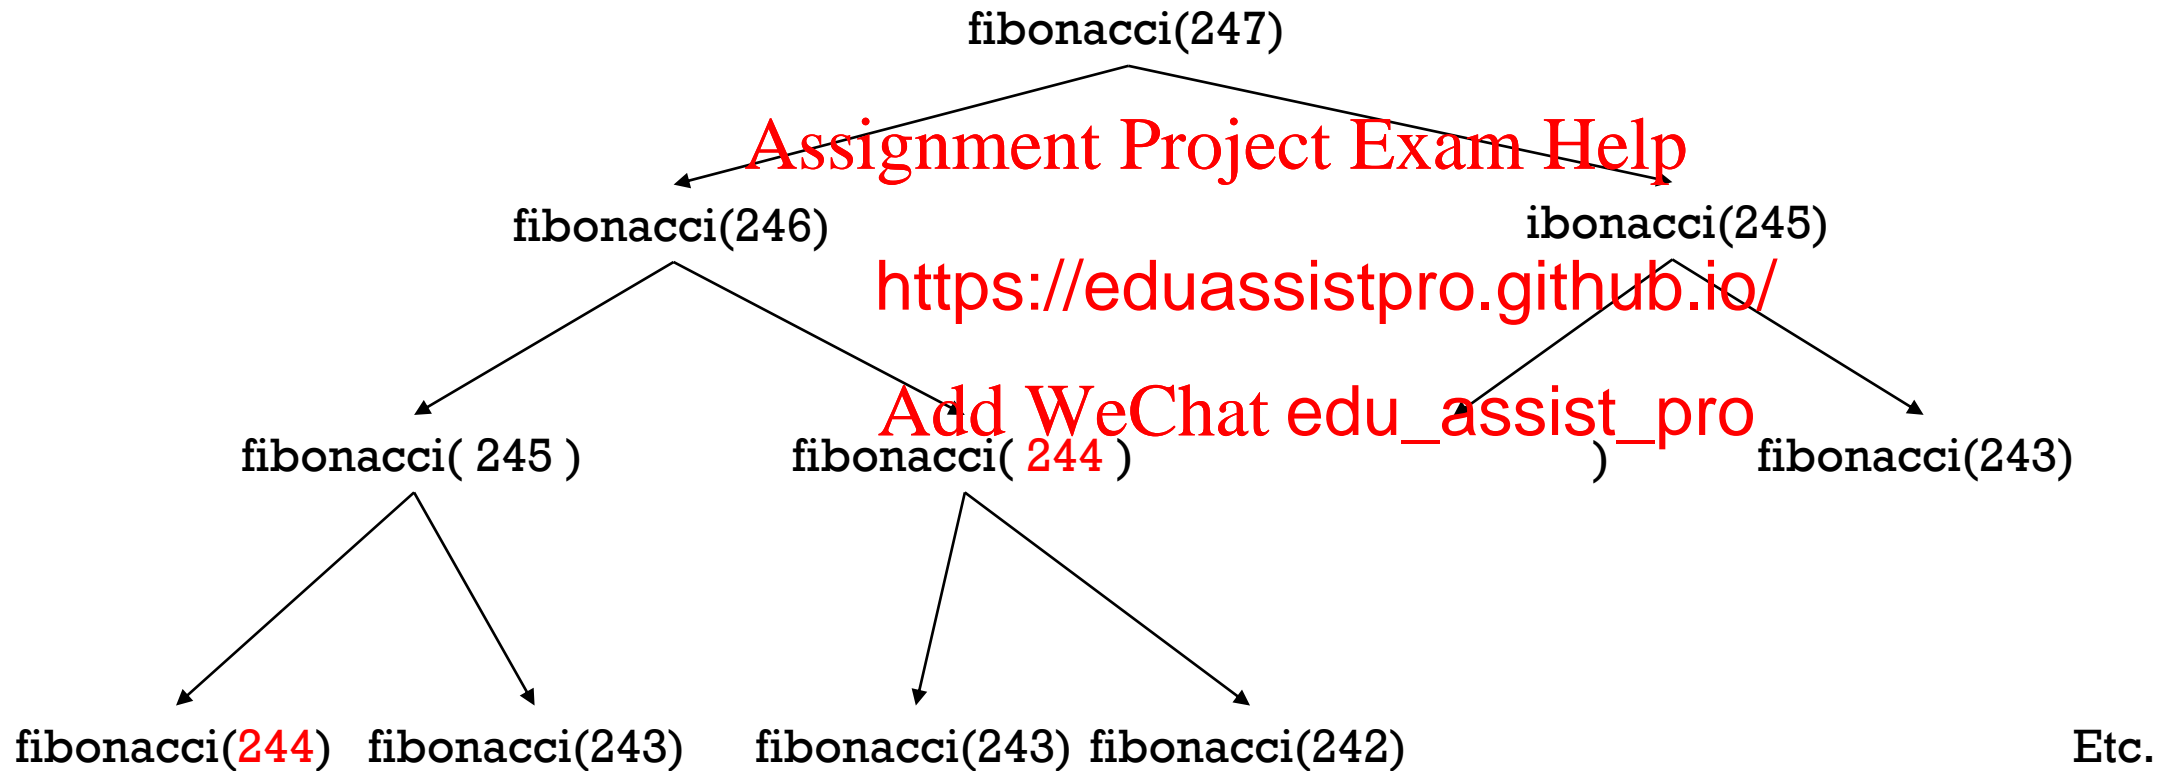 fibonacci(247)
Assignment Project Exam Help
fibonacci(246)
ibonacci(245)
https://eduassistpro.github.io/
Add WeChat edu_assist_pro
fibonacci( 245 )
fibonacci( 244 )
)
fibonacci(243)
fibonacci(244)
fibonacci(243)
fibonacci(243)
fibonacci(242)
Etc.